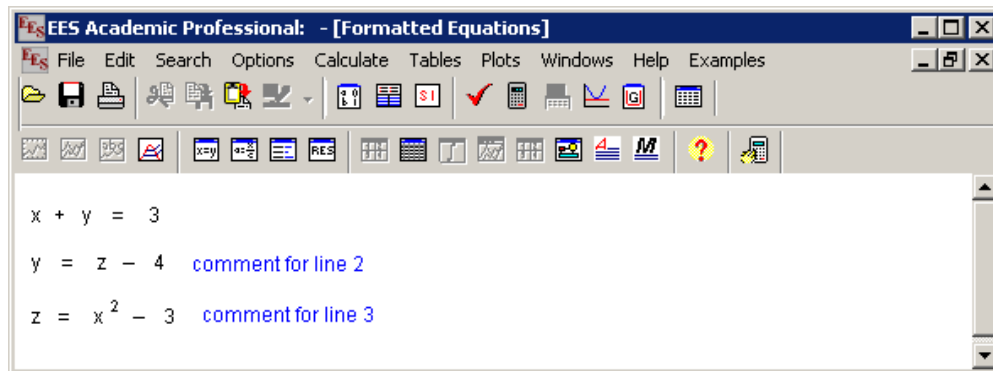 EES Academic Professional: - [Formatted Equations]
File Edit Search Options Calculate Tables Plots Windows Help Examples
x + y = 3
y = z – 4 comment for line 2
z = x² – 3 comment for line 3